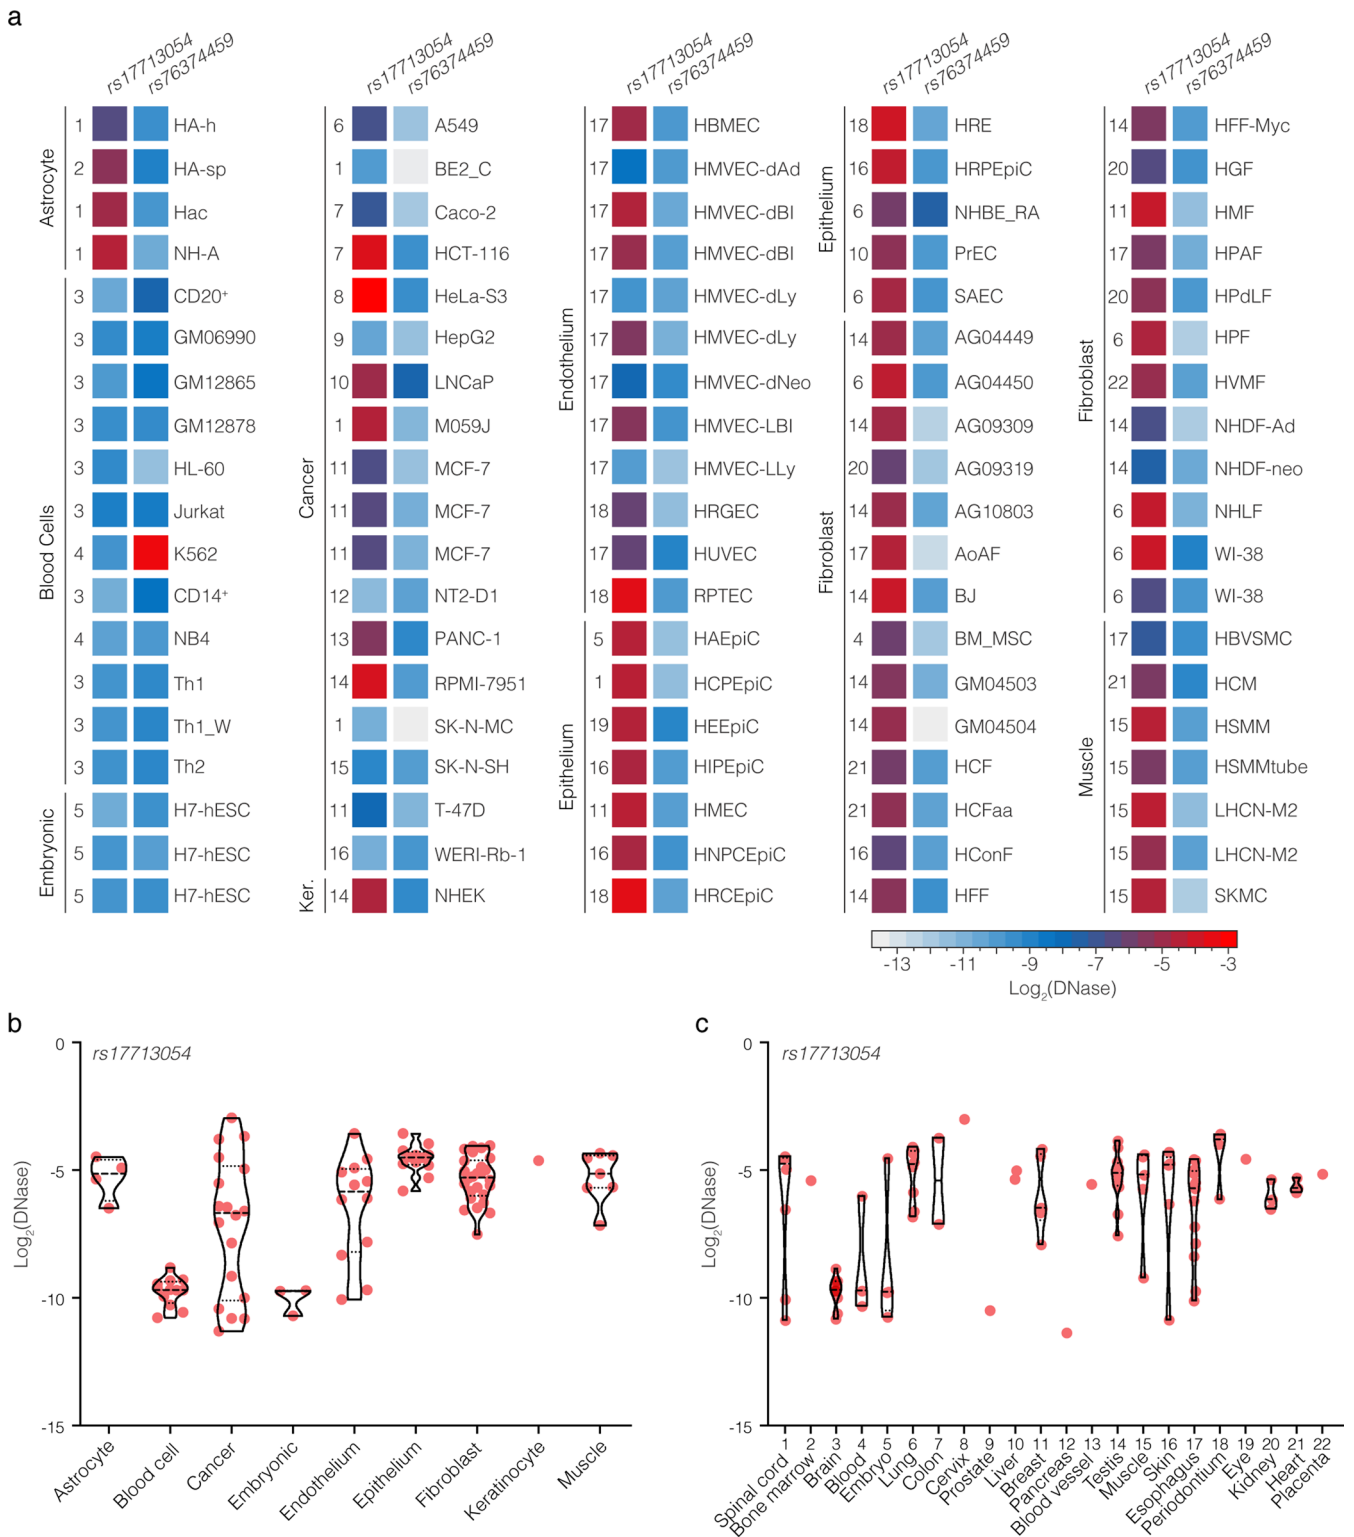 a
rs17713054 rs76374459 rs17713054 rs76374459 rs17713054 rs76374459 rs17713054 rs76374459 rs17713054 rs76374459
Astrocyte
1 HA-h
2 HA-sp
1 Hac
1 NH-A
Blood Cells
3 CD20+
3 GM06990
3 GM12865
3 GM12878
3 HL-60
3 Jurkat
4 K562
3 CD14+
4 NB4
3 Th1
3 Th1_W
3 Th2
Embryonic
5 H7-hESC
5 H7-hESC
5 H7-hESC
Cancer
6 A549
1 BE2_C
7 Caco-2
7 HCT-116
8 HeLa-S3
9 HepG2
10 LNCaP
1 M059J
11 MCF-7
11 MCF-7
11 MCF-7
12 NT2-D1
13 PANC-1
14 RPMI-7951
1 SK-N-MC
15 SK-N-SH
11 T-47D
16 WERI-Rb-1
Ker.
14 NHEK
Endothelium
17 HBMEC
17 HMVEC-dAd
17 HMVEC-dBl
17 HMVEC-dBl
17 HMVEC-dLy
17 HMVEC-dLy
17 HMVEC-dNeo
17 HMVEC-LBl
17 HMVEC-LLy
18 HRGEC
17 HUVEC
18 RPTEC
Epithelium
5 HAEpiC
1 HCPEpiC
19 HEEpiC
16 HIPEpiC
11 HMEC
16 HNPCEpiC
18 HRCEpiC
Epithelium
18 HRE
16 HRPEpiC
6 NHBE_RA
10 PrEC
6 SAEC
Fibroblast
14 AG04449
6 AG04450
14 AG09309
20 AG09319
14 AG10803
17 AoAF
14 BJ
4 BM_MSC
14 GM04503
14 GM04504
21 HCF
21 HCFaa
16 HConF
14 HFF
Fibroblast
14 HFF-Myc
20 HGF
11 HMF
17 HPAF
20 HPdLF
6 HPF
22 HVMF
14 NHDF-Ad
14 NHDF-neo
6 NHLF
6 WI-38
6 WI-38
Muscle
17 HBVSMC
21 HCM
15 HSMM
15 HSMMtube
15 LHCN-M2
15 LHCN-M2
15 SKMC
-13 -11 -9 -7 -5 -3
Log2(DNase)
b
rs17713054
Log2(DNase)
0
-5
-10
-15
Astrocyte
Blood cell
Cancer
Embryonic
Endothelium
Epithelium
Fibroblast
Keratinocyte
Muscle
c
rs17713054
Log2(DNase)
0
-5
-10
-15
1 2 3 4 5 6 7 8 9 10 11 12 13 14 15 16 17 18 19 20 21 22
Spinal cord
Bone marrow
Brain
Blood
Embryo
Lung
Colon
Cervix
Prostate
Liver
Breast
Pancreas
Blood vessel
Testis
Muscle
Skin
Esophagus
Periodontium
Eye
Kidney
Heart
Placenta